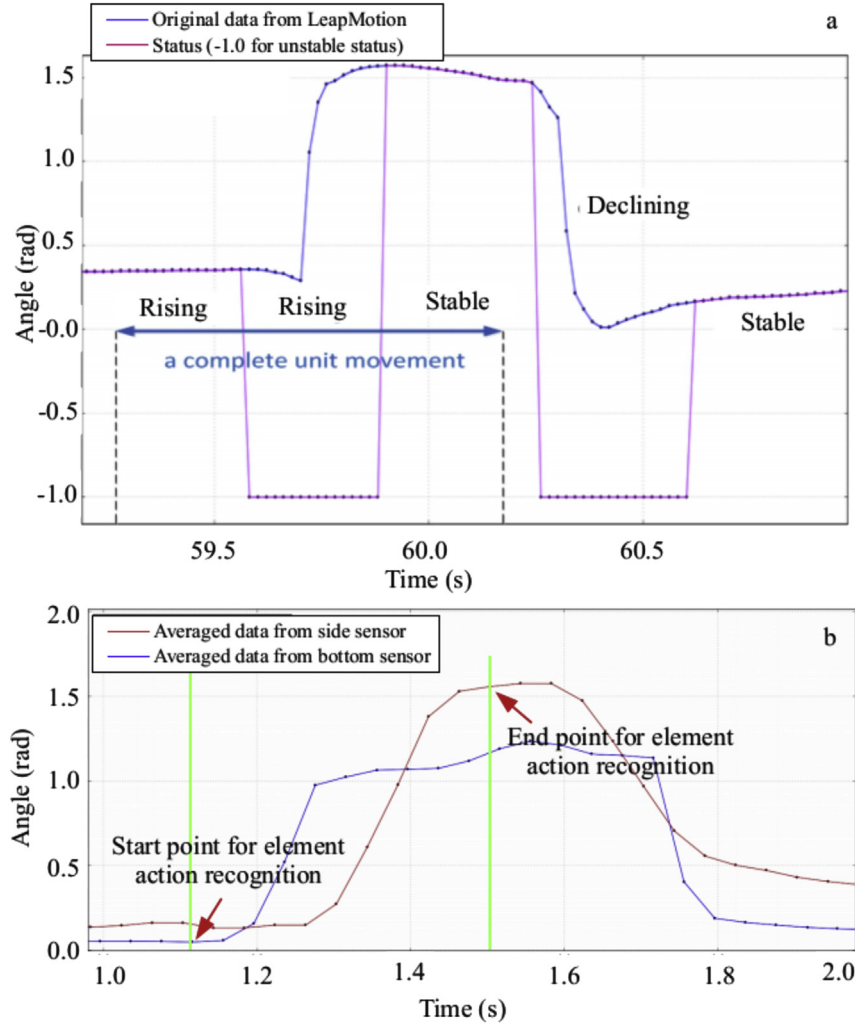 Original data from LeapMotion
a
Status (-1.0 for unstable status)
1.5
1.0
Declining
0.5
Rising
Rising
Stable
-0.0
Stable
a complete unit movement
-0.5
-1.0
Angle (rad)
59.5
60.0
60.5
Time (s)
2.0
Averaged data from side sensor
b
Averaged data from bottom sensor
1.5
End point for element
action recognition
1.0
Start point for element
action recognition
0.5
0.0
Angle (rad)
1.0
1.2
1.4
1.6
1.8
2.0
Time (s)